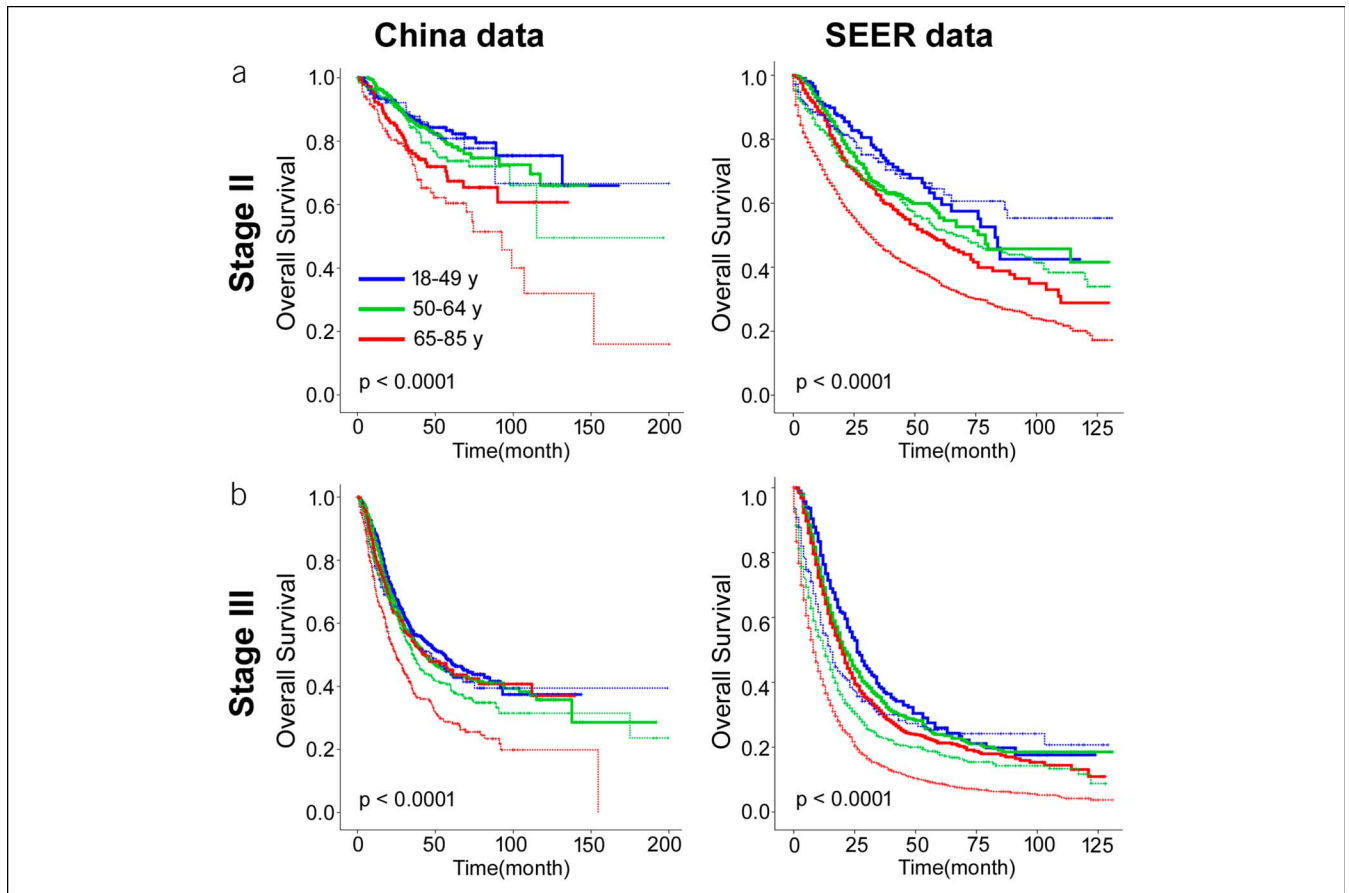 China data
SEER data
a
Stage II
Overall Survival
1.0
0.8
0.6
0.4
0.2
0.0
18-49 y
50-64 y
65-85 y
p < 0.0001
0 50 100 150 200
Time(month)
Overall Survival
1.0
0.8
0.6
0.4
0.2
0.0
p < 0.0001
0 25 50 75 100 125
Time(month)
b
Stage III
Overall Survival
1.0
0.8
0.6
0.4
0.2
0.0
p < 0.0001
0 50 100 150 200
Time(month)
Overall Survival
1.0
0.8
0.6
0.4
0.2
0.0
p < 0.0001
0 25 50 75 100 125
Time(month)